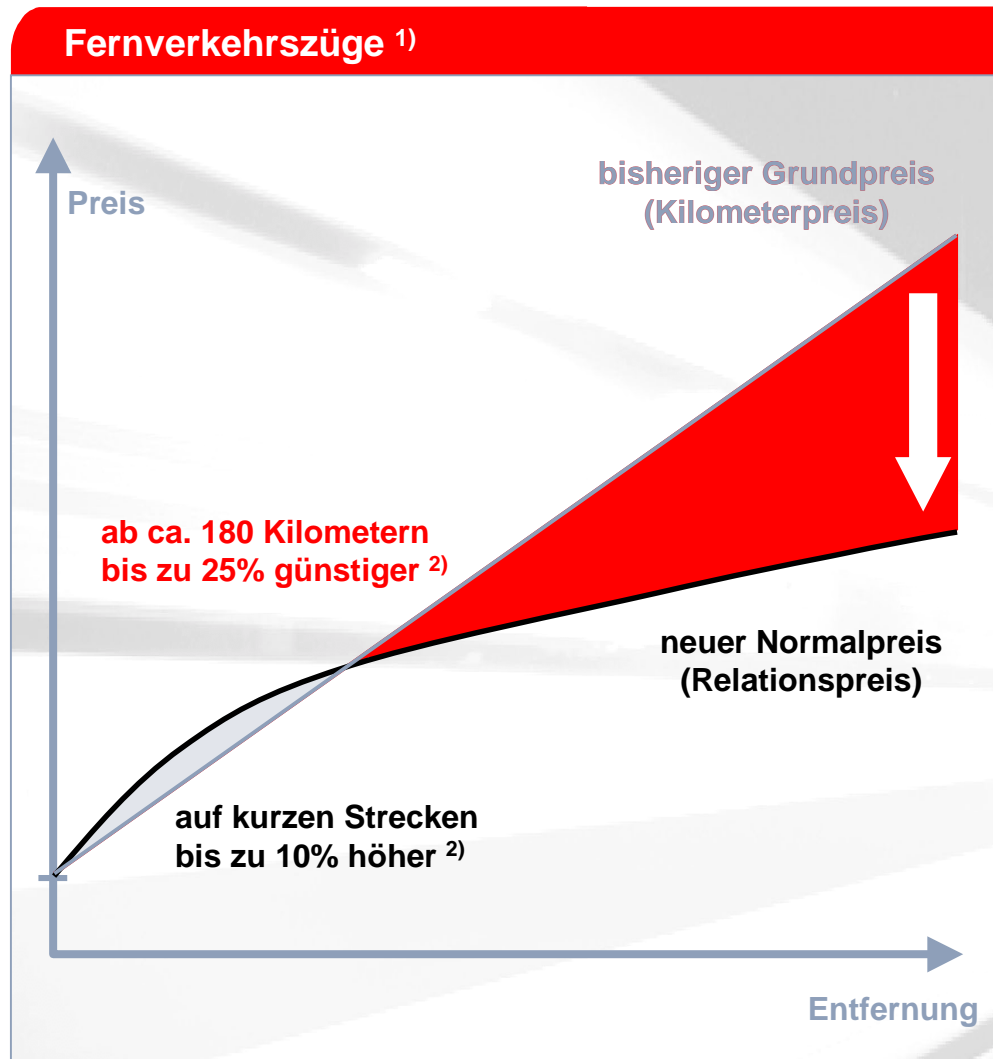 Fernverkehrszüge 1)
Preis
bisheriger Grundpreis
(Kilometerpreis)
ab ca. 180 Kilometern
bis zu 25% günstiger 2)
neuer Normalpreis
(Relationspreis)
auf kurzen Strecken
bis zu 10% höher 2)
Entfernung